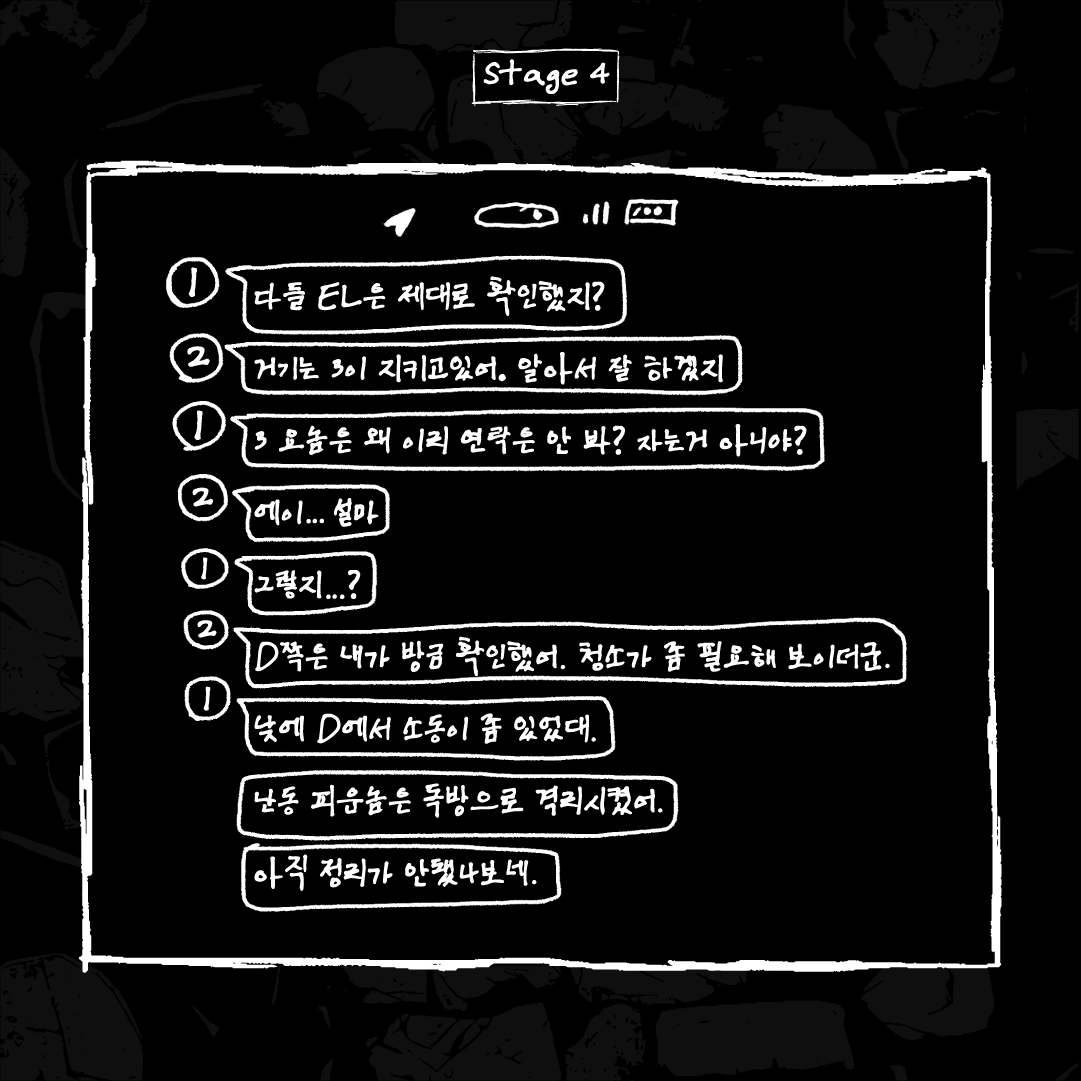 Stage 4
100
1 다들 EL은 제대로 확인했지?
2 거기는 3이 지키고있어. 알아서 잘 하겠지
1 3 요놈은 왜 이리 연락은 안 봐? 자는거 아니야?
2 에이... 설마
1 그렇지...?
2 D쪽은 내가 방금 확인했어. 청소가 좀 필요해 보이더군.
1 낮에 D에서 소동이 좀 있었대.
난동 피운놈은 독방으로 격리시켰어.
아직 정리가 안됐나보네.